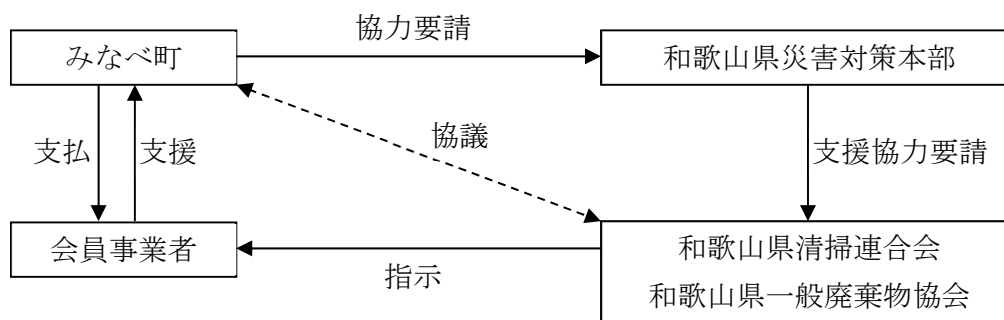 協力要請
みなべ町
和歌山県災害対策本部
協議
支払
支援
支援協力要請
会員事業者
和歌山県清掃連合会
和歌山県一般廃棄物協会
指示